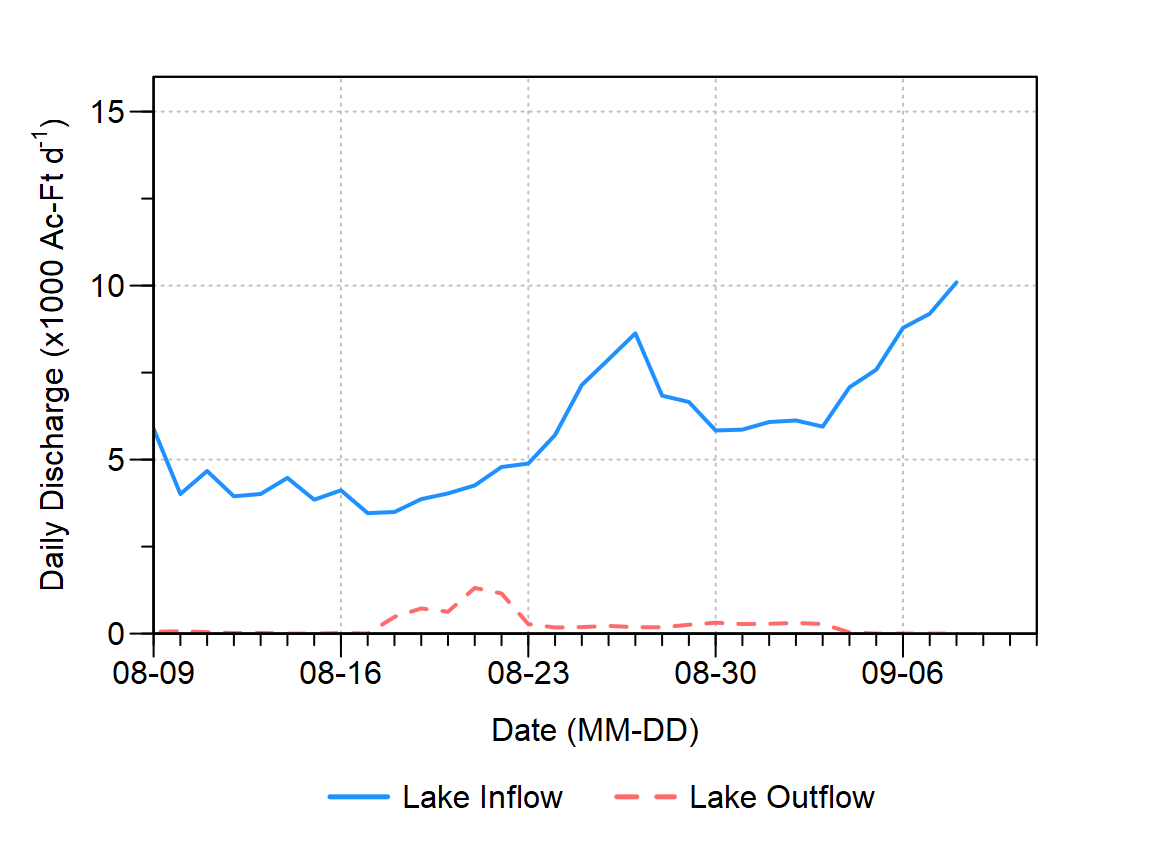 Daily Discharge (x1000 Ac-Ft d-1)
15
10
5
0
08-09 08-16 08-23 08-30 09-06
Date (MM-DD)
Lake Inflow Lake Outflow